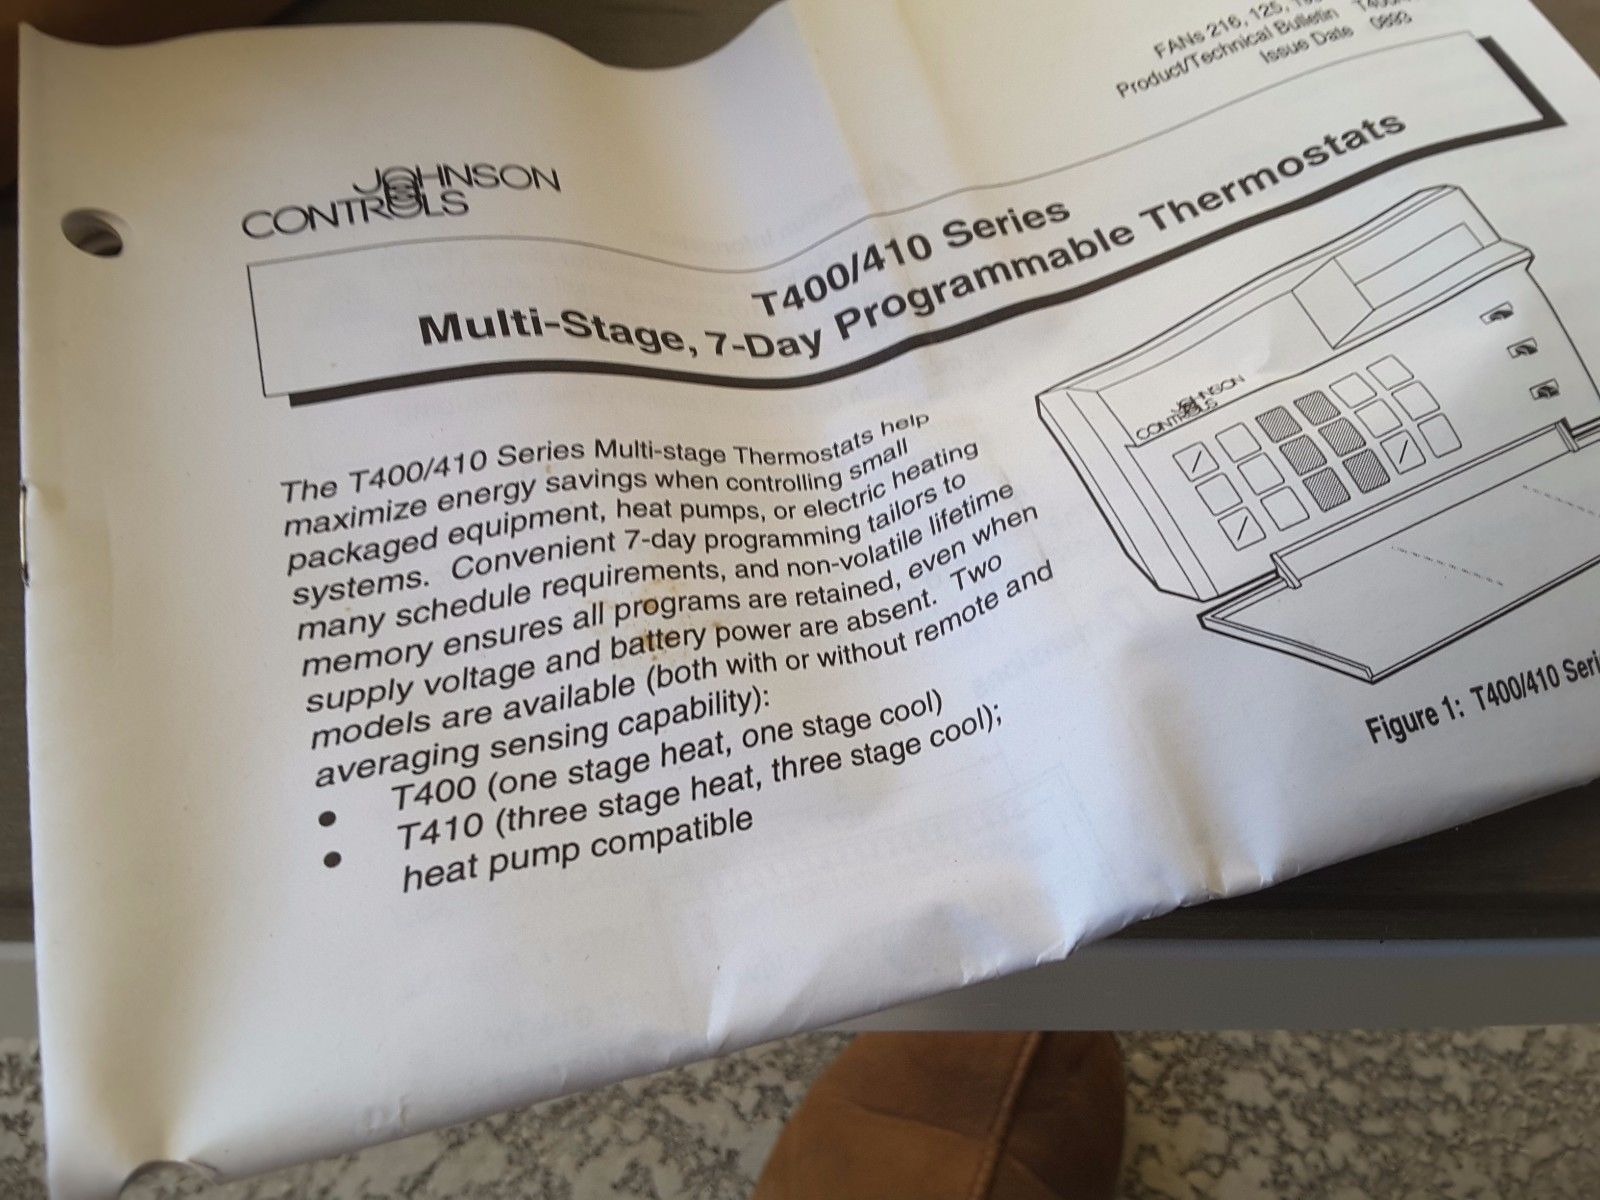 FANs 216, 125,
Product/Technical Bulletin
Issue Date 0893
JOHNSON
CONTROLS
T400/410 Series
Multi-Stage, 7-Day Programmable Thermostats
The T400/410 Series Multi-stage Thermostats help
maximize energy savings when controlling small
packaged equipment, heat pumps, or electric heating
systems. Convenient 7-day programming tailors to
many schedule requirements, and non-volatile lifetime
memory ensures all programs are retained, even when
supply voltage and battery power are absent. Two
models are available (both with or without remote and
averaging sensing capability):
• T400 (one stage heat, one stage cool)
• T410 (three stage heat, three stage cool);
heat pump compatible
JOHNSON
CONTROLS
Figure 1: T400/410